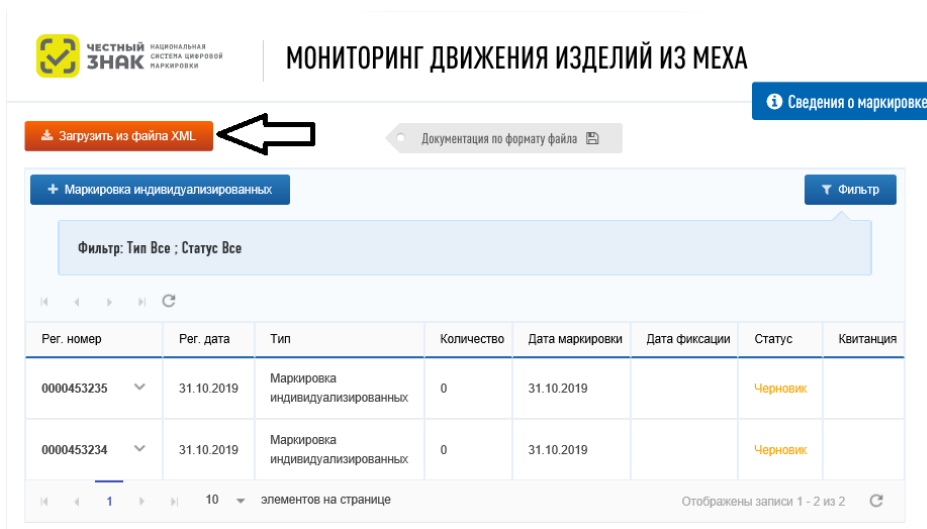 ЧЕСТНЫЙ ЗНАК
НАЦИОНАЛЬНАЯ СИСТЕМА ЦИФРОВОЙ МАРКИРОВКИ
МОНИТОРИНГ ДВИЖЕНИЯ ИЗДЕЛИЙ ИЗ МЕХА
Сведения о маркировке
Загрузить из файла XML
Документация по формату файла
+ Маркировка индивидуализированных
Фильтр
Фильтр: Тип Все ; Статус Все
Рег. номер Рег. дата Тип Количество Дата маркировки Дата фиксации Статус Квитанция
0000453235 31.10.2019 Маркировка индивидуализированных 0 31.10.2019 Черновик
0000453234 31.10.2019 Маркировка индивидуализированных 0 31.10.2019 Черновик
1 10 элементов на странице Отображены записи 1 - 2 из 2